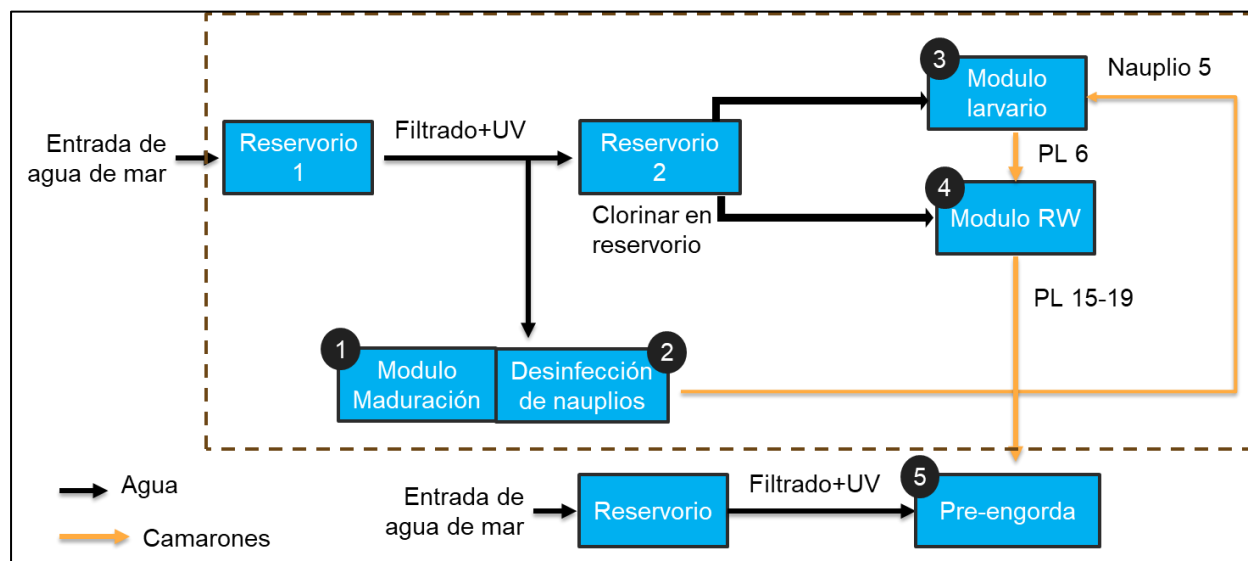 3
Modulo
larvario
Nauplio 5
Entrada de
agua de mar
Reservorio
1
Filtrado+UV
Reservorio
2
PL 6
4
Modulo RW
Clorinar en
reservorio
PL 15-19
1
Modulo
Maduración
Desinfección
de nauplios
2
Agua
Camarones
Entrada de
agua de mar
Reservorio
Filtrado+UV
5
Pre-engorda